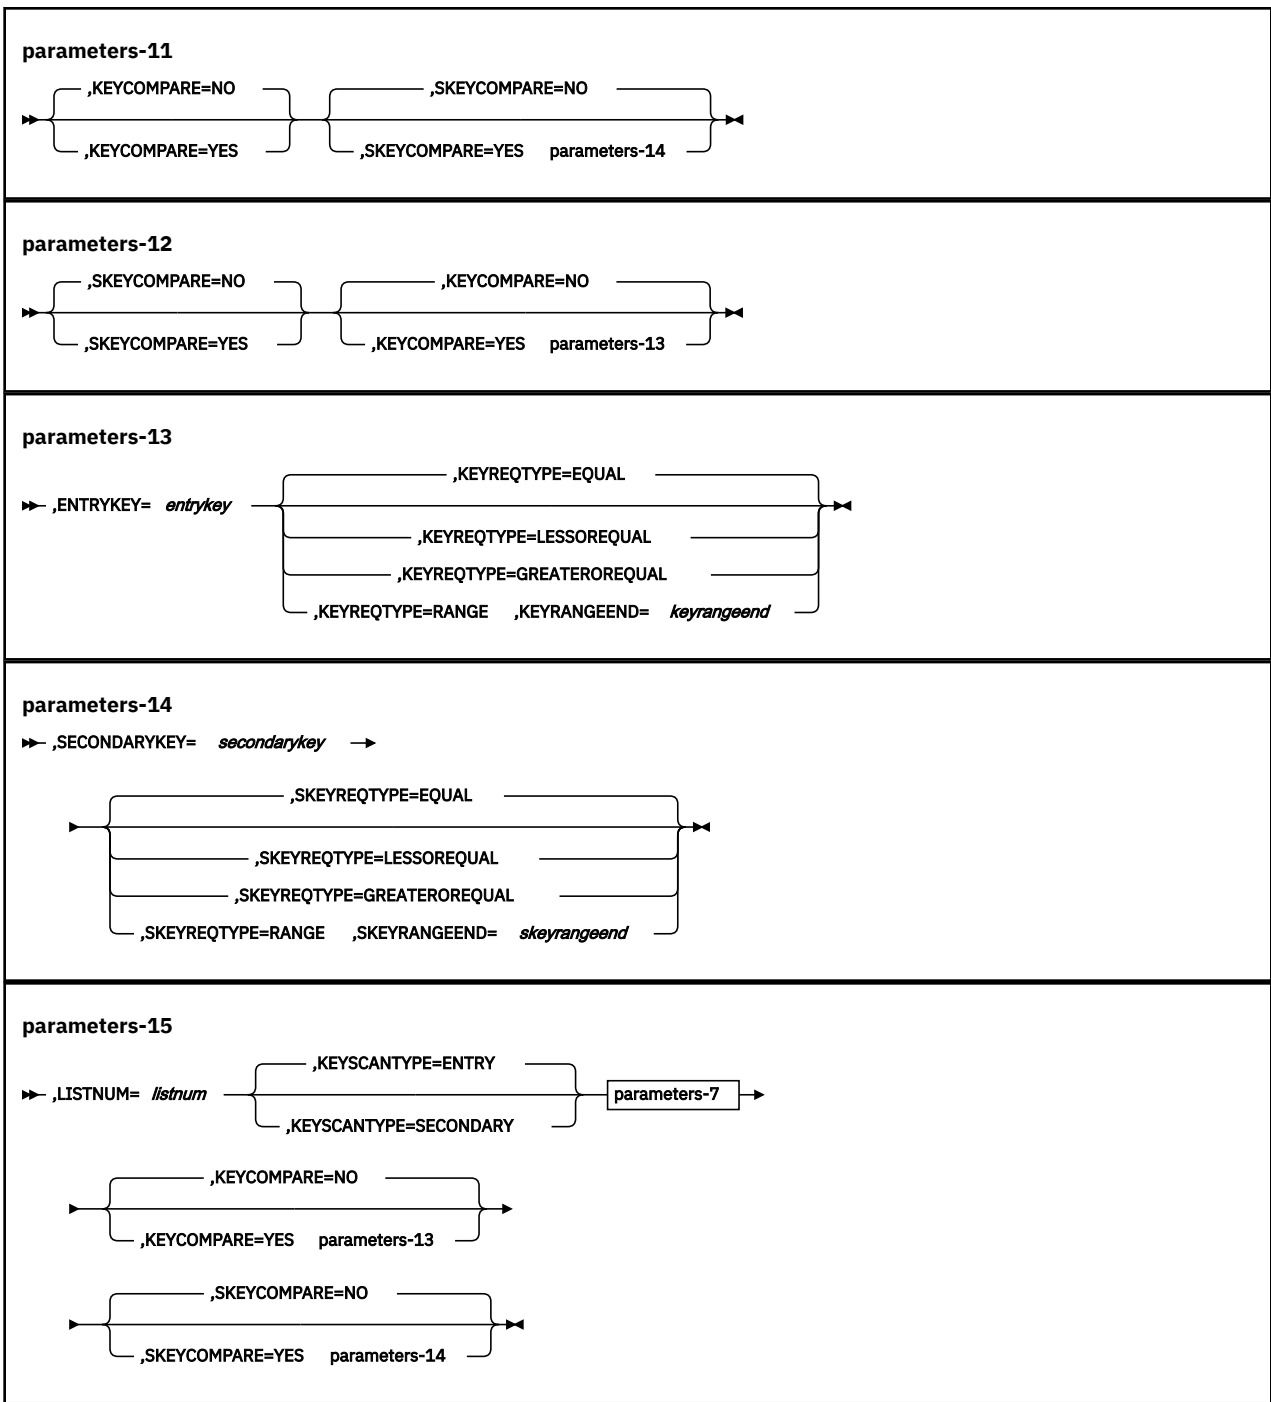 parameters-11
,KEYCOMPARE=NO ,SKEYCOMPARE=NO
,KEYCOMPARE=YES ,SKEYCOMPARE=YES parameters-14
parameters-12
,SKEYCOMPARE=NO ,KEYCOMPARE=NO
,SKEYCOMPARE=YES ,KEYCOMPARE=YES parameters-13
parameters-13
,KEYREQTYPE=EQUAL
,ENTRYKEY= entrykey
,KEYREQTYPE=LESSOREQUAL
,KEYREQTYPE=GREATEROREQUAL
,KEYREQTYPE=RANGE ,KEYRANGEEND= keyrangeend
parameters-14
,SECONDARYKEY= secondarykey
,SKEYREQTYPE=EQUAL
,SKEYREQTYPE=LESSOREQUAL
,SKEYREQTYPE=GREATEROREQUAL
,SKEYREQTYPE=RANGE ,SKEYRANGEEND= skeyrangeend
parameters-15
,KEYSCANTYPE=ENTRY
,LISTNUM= listnum parameters-7
,KEYSCANTYPE=SECONDARY
,KEYCOMPARE=NO
,KEYCOMPARE=YES parameters-13
,SKEYCOMPARE=NO
,SKEYCOMPARE=YES parameters-14